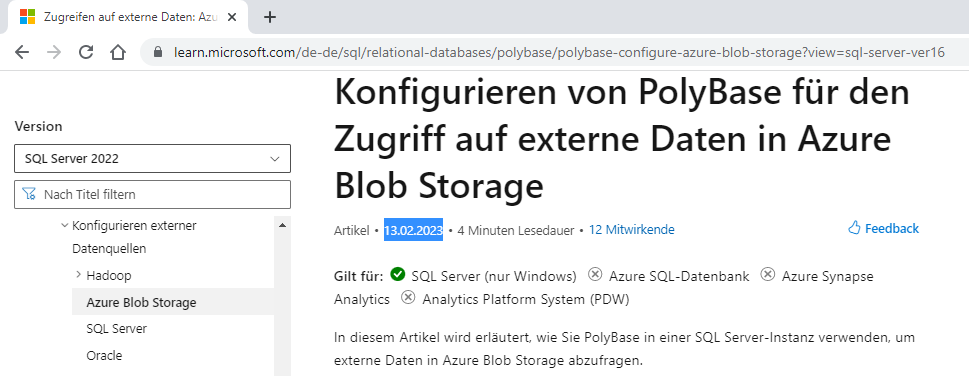 Zugreifen auf externe Daten: Azu
learn.microsoft.com/de-de/sql/relational-databases/polybase/polybase-configure-azure-blob-storage?view=sql-server-ver16
Version
SQL Server 2022
Nach Titel filtern
Konfigurieren externer
Datenquellen
Hadoop
Azure Blob Storage
SQL Server
Oracle
Konfigurieren von PolyBase für den
Zugriff auf externe Daten in Azure
Blob Storage
Artikel • 13.02.2023 • 4 Minuten Lesedauer • 12 Mitwirkende
Feedback
Gilt für: SQL Server (nur Windows) Azure SQL-Datenbank Azure Synapse
Analytics Analytics Platform System (PDW)
In diesem Artikel wird erläutert, wie Sie PolyBase in einer SQL Server-Instanz verwenden, um
externe Daten in Azure Blob Storage abzufragen.